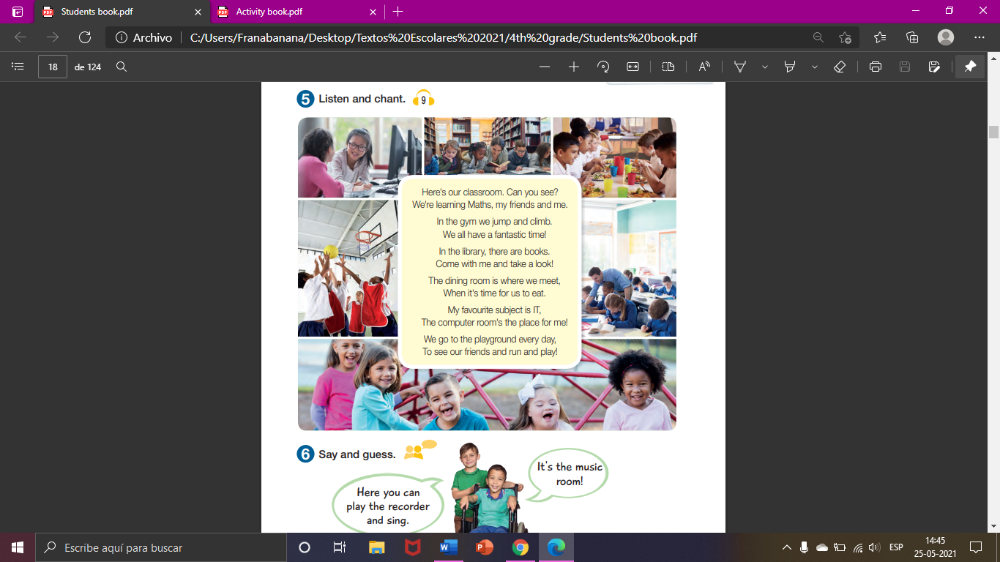 Students book.pdf
Activity book.pdf
Archivo
C:/Users/Franabanana/Desktop/Textos%20Escolares%202021/4th%20grade/Students%20book.pdf
18
de 124
5 Listen and chant. 9
Here's our classroom. Can you see?
We're learning Maths, my friends and me.
In the gym we jump and climb.
We all have a fantastic time!
In the library, there are books.
Come with me and take a look!
The dining room is where we meet,
When it's time for us to eat.
My favourite subject is IT,
The computer room's the place for me!
We go to the playground every day,
To see our friends and run and play!
6 Say and guess.
Here you can
play the recorder
and sing.
It's the music
room!
Escribe aquí para buscar
ESP
14:45
25-05-2021